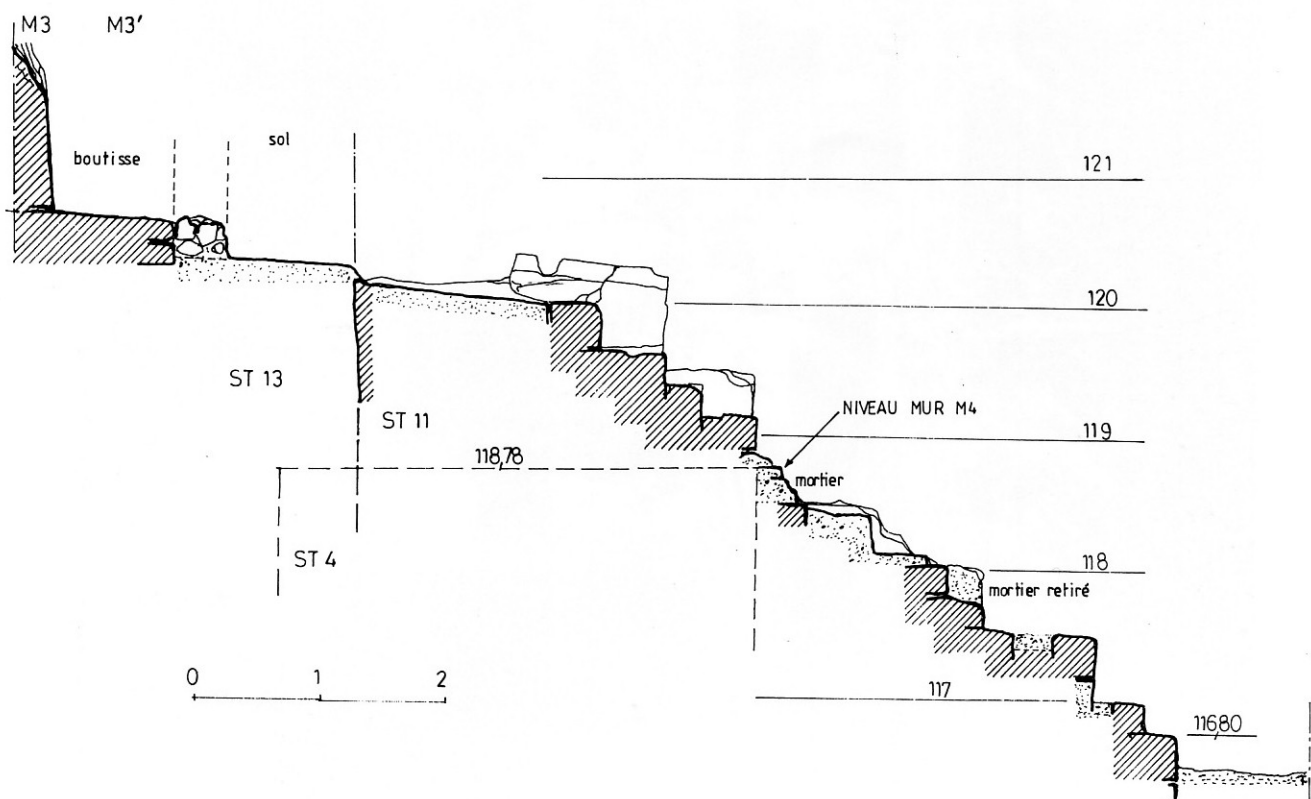 M3 M3'
sol
boutisse
121
120
ST 13
NIVEAU MUR M4
ST 11
119
118,78
mortier
ST 4
118
mortier retiré
0 1 2
117
116,80